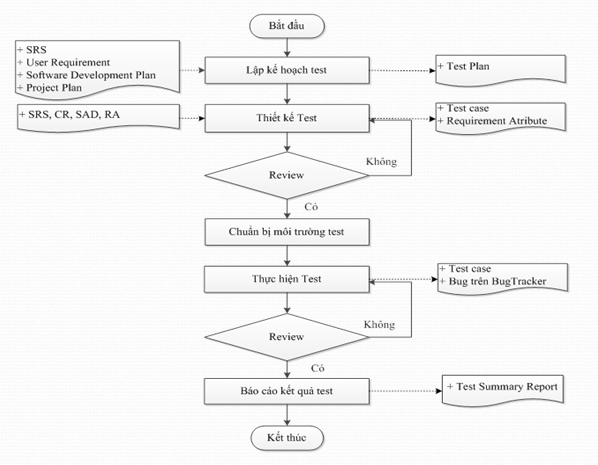 Bắt đầu
+ SRS
+ User Requirement
+ Software Development Plan
+ Project Plan
Lập kế hoạch test
+ Test Plan
+ SRS, CR, SAD, RA
Thiết kế Test
+ Test case
+ Requirement Atribute
Review
Không
Có
Chuẩn bị môi trường test
Thực hiện Test
+ Test case
+ Bug trên BugTracker
Review
Không
Có
Báo cáo kết quả test
+ Test Summary Report
Kết thúc